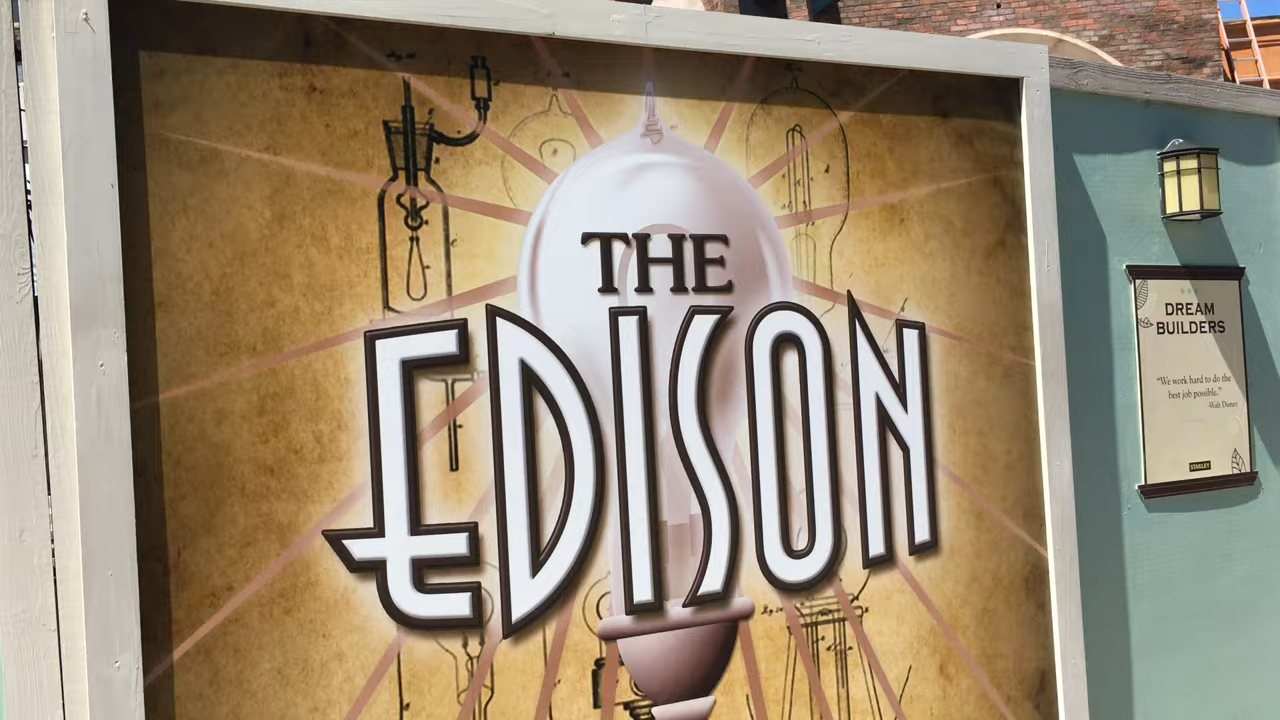 THE
EDISON
DREAM
BUILDERS
"We work hard to do the
best job possible."
-Walt Disney
STANLEY